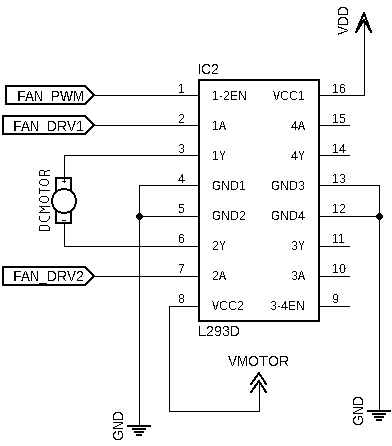 VDD
IC2
FAN_PWM 1 1-2EN VCC1 16
FAN_DRV1 2 1A 4A 15
3 1Y 4Y 14
4 GND1 GND3 13
DCMOTOR + -
5 GND2 GND4 12
6 2Y 3Y 11
FAN_DRV2 7 2A 3A 10
8 VCC2 3-4EN 9
L293D
VMOTOR
GND
GND